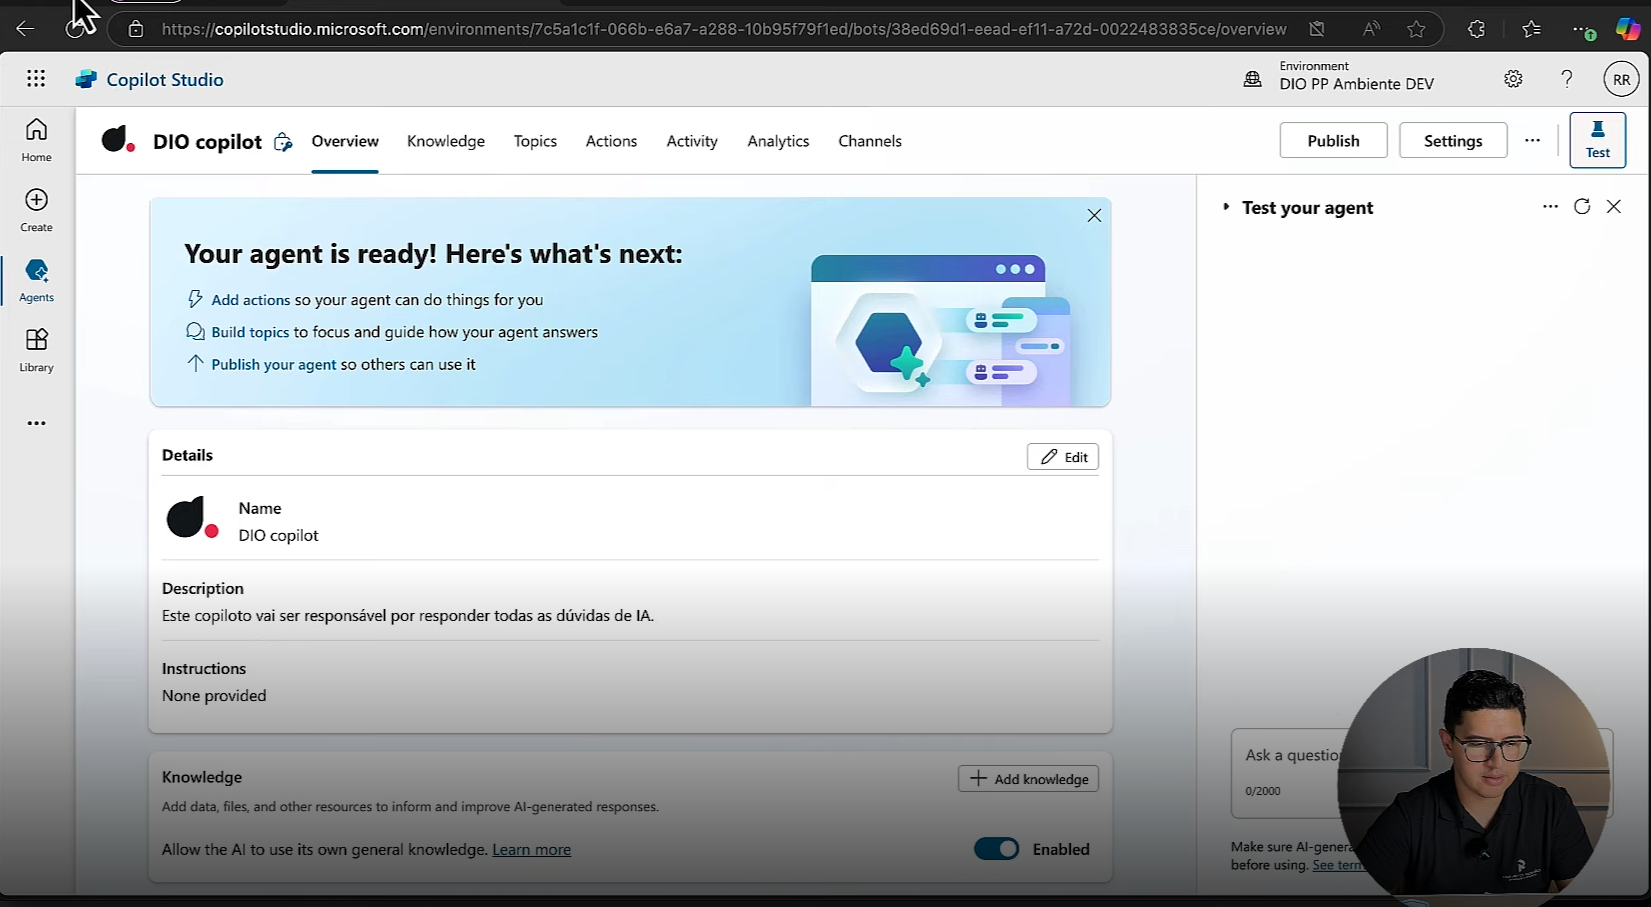 https://copilotstudio.microsoft.com/environments/7c5a1c1f-066b-e6a7-a288-10b95f79f1ed/bots/38ed69d1-eead-ef11-a72d-0022483835ce/overview
Copilot Studio
Environment
DIO PP Ambiente DEV
?
RR
Home
Create
Agents
Library
DIO copilot
Overview
Knowledge
Topics
Actions
Activity
Analytics
Channels
Publish
Settings
Test
Your agent is ready! Here's what's next:
Add actions so your agent can do things for you
Build topics to focus and guide how your agent answers
Publish your agent so others can use it
Details
Edit
Name
DIO copilot
Description
Este copiloto vai ser responsável por responder todas as dúvidas de IA.
Instructions
None provided
Knowledge
Add knowledge
Add data, files, and other resources to inform and improve AI-generated responses.
Allow the AI to use its own general knowledge. Learn more
Enabled
Test your agent
Ask a question
0/2000
Make sure AI-genera
before using. See term